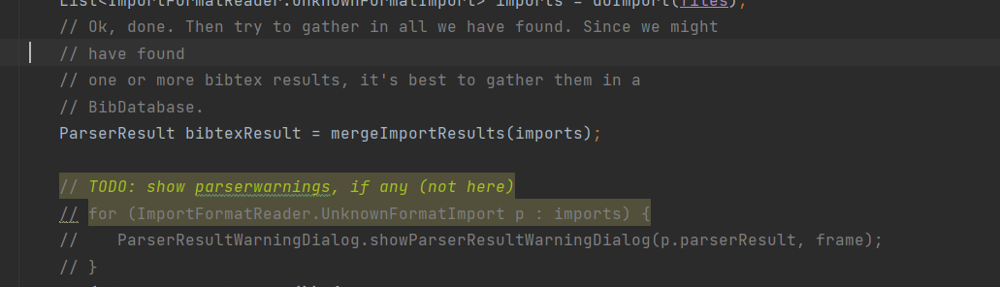 List<ImportFormatReader.UnknownFormatImport> imports = doImport(files);
// Ok, done. Then try to gather in all we have found. Since we might
// have found
// one or more bibtex results, it's best to gather them in a
// BibDatabase.
ParserResult bibtexResult = mergeImportResults(imports);
// TODO: show parserwarnings, if any (not here)
// for (ImportFormatReader.UnknownFormatImport p : imports) {
//    ParserResultWarningDialog.showParserResultWarningDialog(p.parserResult, frame);
// }